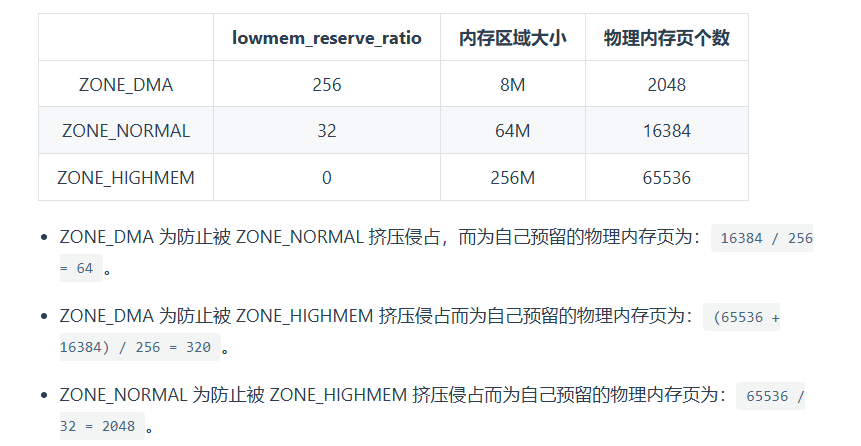 lowmem_reserve_ratio 内存区域大小 物理内存页个数
ZONE_DMA 256 8M 2048
ZONE_NORMAL 32 64M 16384
ZONE_HIGHMEM 0 256M 65536
• ZONE_DMA 为防止被 ZONE_NORMAL 挤压侵占，而为自己预留的物理内存页为： 16384 / 256
= 64 。
• ZONE_DMA 为防止被 ZONE_HIGHMEM 挤压侵占而为自己预留的物理内存页为： (65536 +
16384) / 256 = 320 。
• ZONE_NORMAL 为防止被 ZONE_HIGHMEM 挤压侵占而为自己预留的物理内存页为： 65536 /
32 = 2048 。